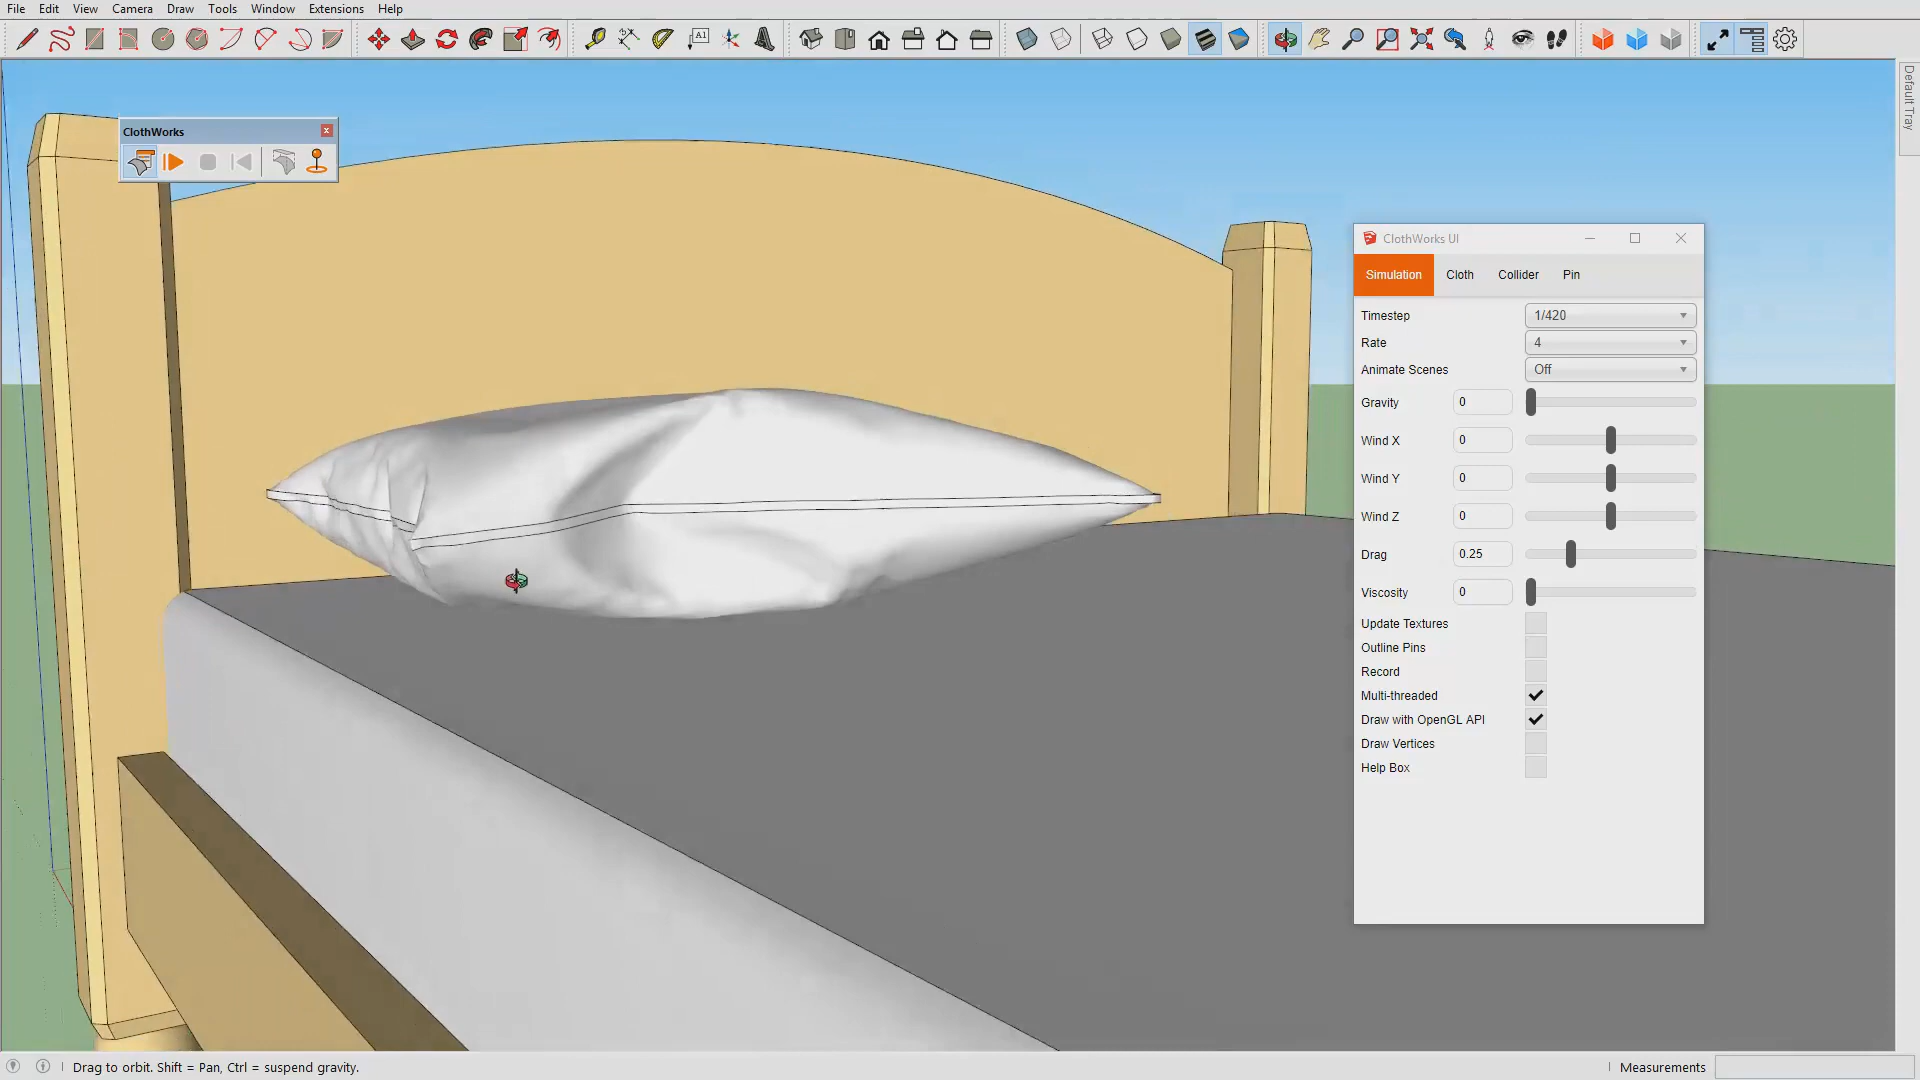 File Edit View Camera Draw Tools Window Extensions Help
A1
Default Tray
ClothWorks
ClothWorks UI
Simulation Cloth Collider Pin
Timestep 1/420
Rate 4
Animate Scenes Off
Gravity 0
Wind X 0
Wind Y 0
Wind Z 0
Drag 0.25
Viscosity 0
Update Textures
Outline Pins
Record
Multi-threaded
Draw with OpenGL API
Draw Vertices
Help Box
Drag to orbit. Shift = Pan, Ctrl = suspend gravity.
Measurements